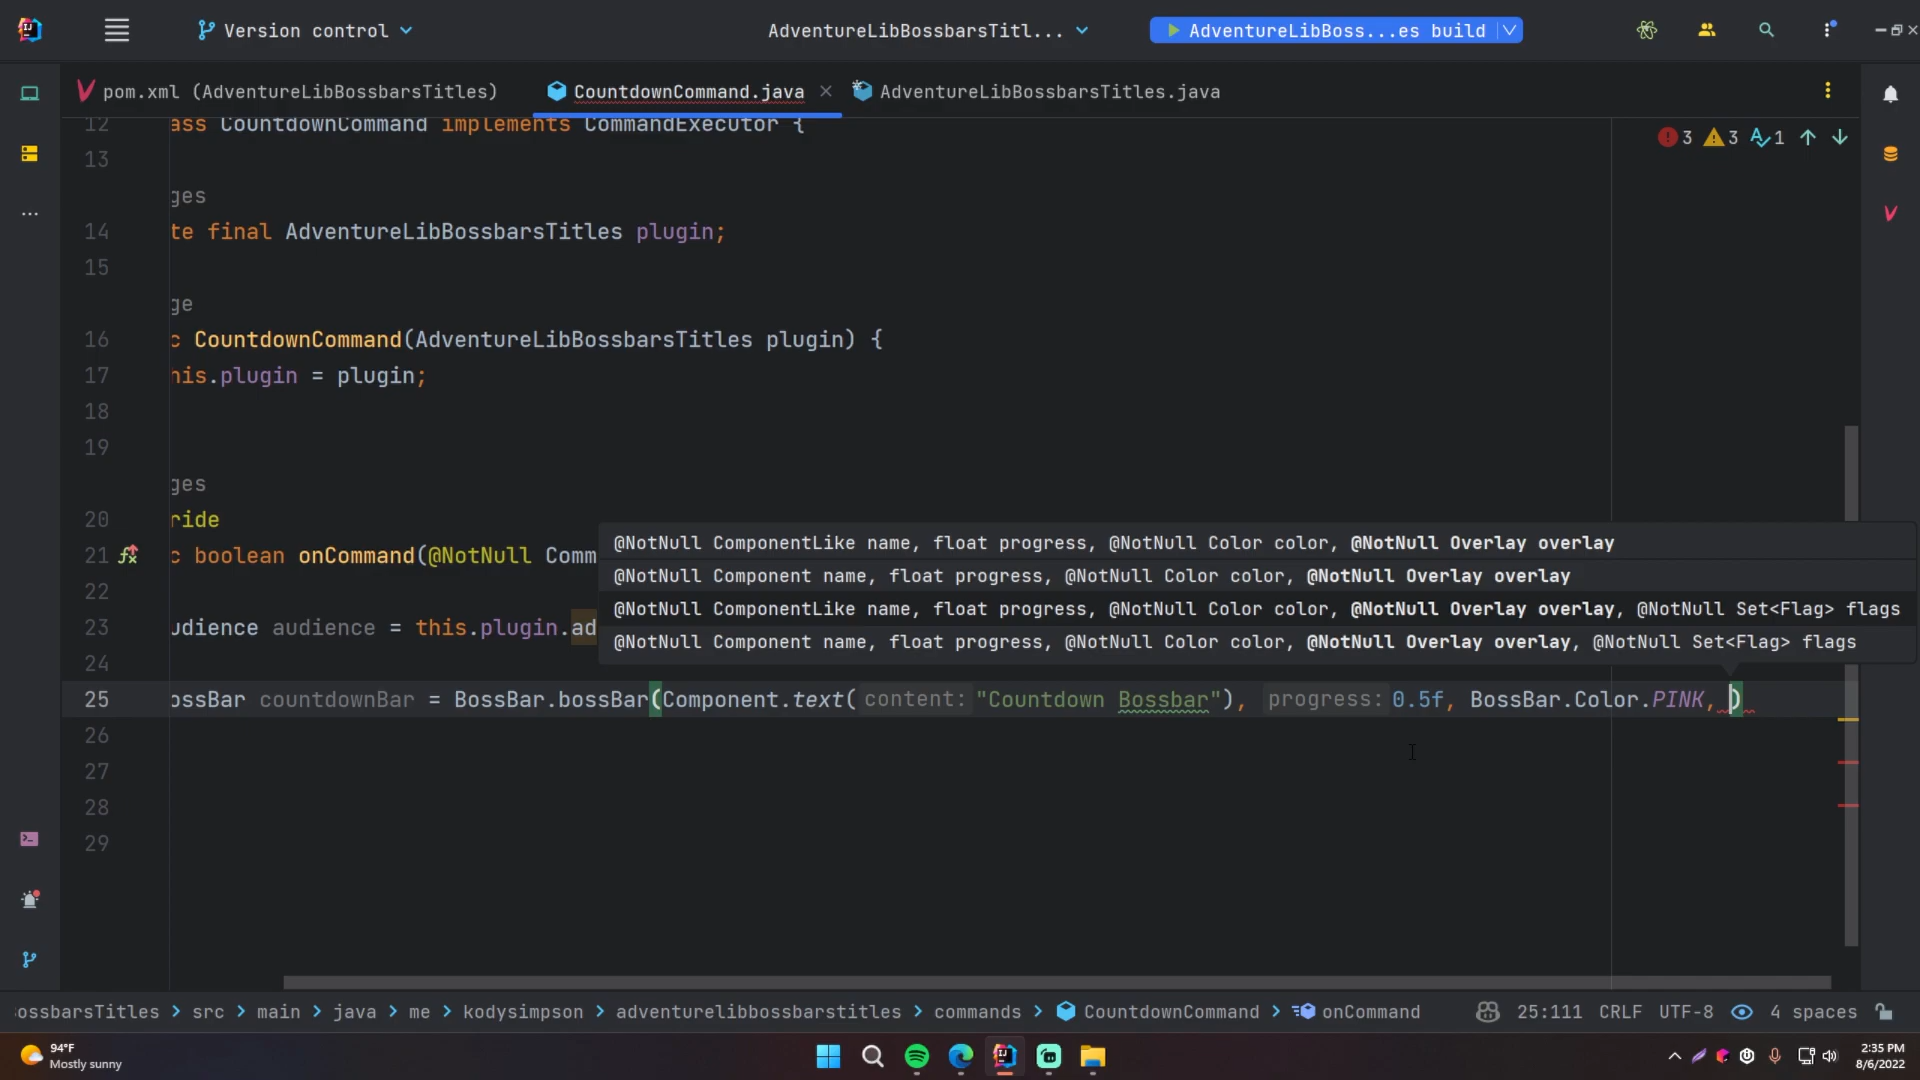 Version control
AdventureLibBossbarsTitl...
AdventureLibBoss...es build
pom.xml (AdventureLibBossbarsTitles)
CountdownCommand.java
AdventureLibBossbarsTitles.java
3 3 1
12 ass CountdownCommand implements CommandExecutor {
13
ges
14 te final AdventureLibBossbarsTitles plugin;
15
ge
16 c CountdownCommand(AdventureLibBossbarsTitles plugin) {
17 his.plugin = plugin;
18
19
ges
20 ride
21 c boolean onCommand(@NotNull Comm
22
23 udience audience = this.plugin.ad
24
@NotNull ComponentLike name, float progress, @NotNull Color color, @NotNull Overlay overlay
@NotNull Component name, float progress, @NotNull Color color, @NotNull Overlay overlay
@NotNull ComponentLike name, float progress, @NotNull Color color, @NotNull Overlay overlay, @NotNull Set<Flag> flags
@NotNull Component name, float progress, @NotNull Color color, @NotNull Overlay overlay, @NotNull Set<Flag> flags
25 ossBar countdownBar = BossBar.bossBar(Component.text( content: "Countdown Bossbar"), progress: 0.5f, BossBar.Color.PINK, )
26
27
28
29
ossbarsTitles > src > main > java > me > kodysimpson > adventurelibbossbarstitles > commands > CountdownCommand > onCommand
25:111 CRLF UTF-8 4 spaces
94°F
Mostly sunny
2:35 PM
8/6/2022